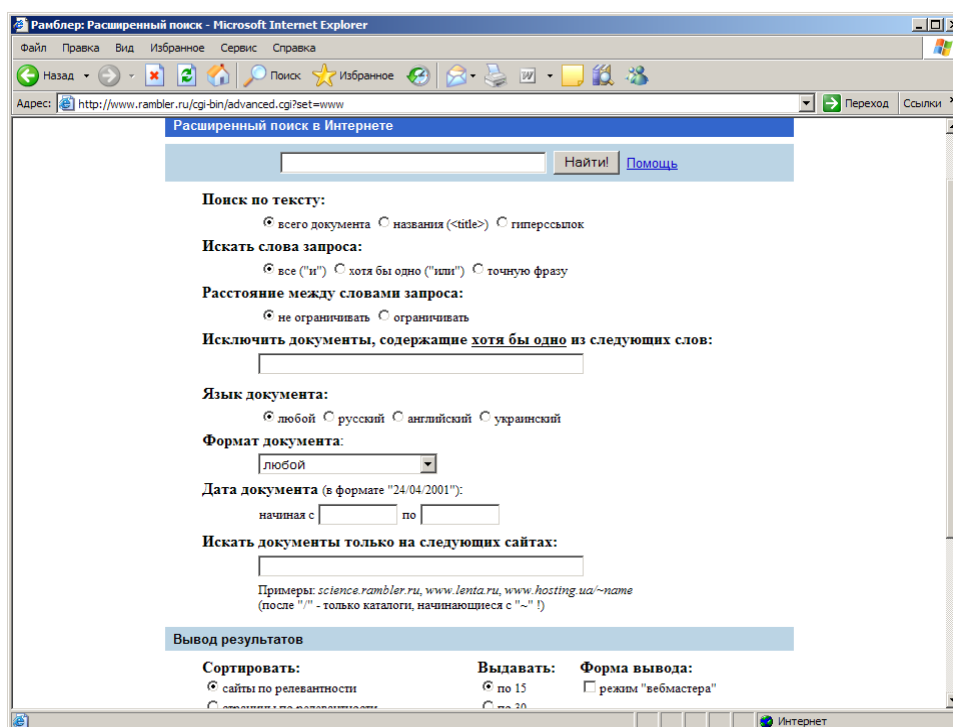 Рамблер: Расширенный поиск - Microsoft Internet Explorer
Файл Правка Вид Избранное Сервис Справка
Назад Поиск Избранное
Адрес: http://www.rambler.ru/cgi-bin/advanced.cgi?set=www Переход Ссылки
Расширенный поиск в Интернете
Найти! Помощь
Поиск по тексту:
всего документа названия (<title>) гиперссылок
Искать слова запроса:
все ("и") хотя бы одно ("или") точную фразу
Расстояние между словами запроса:
не ограничивать ограничивать
Исключить документы, содержащие хотя бы одно из следующих слов:
Язык документа:
любой русский английский украинский
Формат документа:
любой
Дата документа (в формате "24/04/2001"):
начиная с по
Искать документы только на следующих сайтах:
Примеры: science.rambler.ru, www.lenta.ru, www.hosting.ua/~name
(после "/" - только каталоги, начинающиеся с "~" !)
Вывод результатов
Сортировать: Выдавать: Форма вывода:
сайты по релевантности по 15 режим "вебмастера"
страницы по релевантности по 30
Интернет